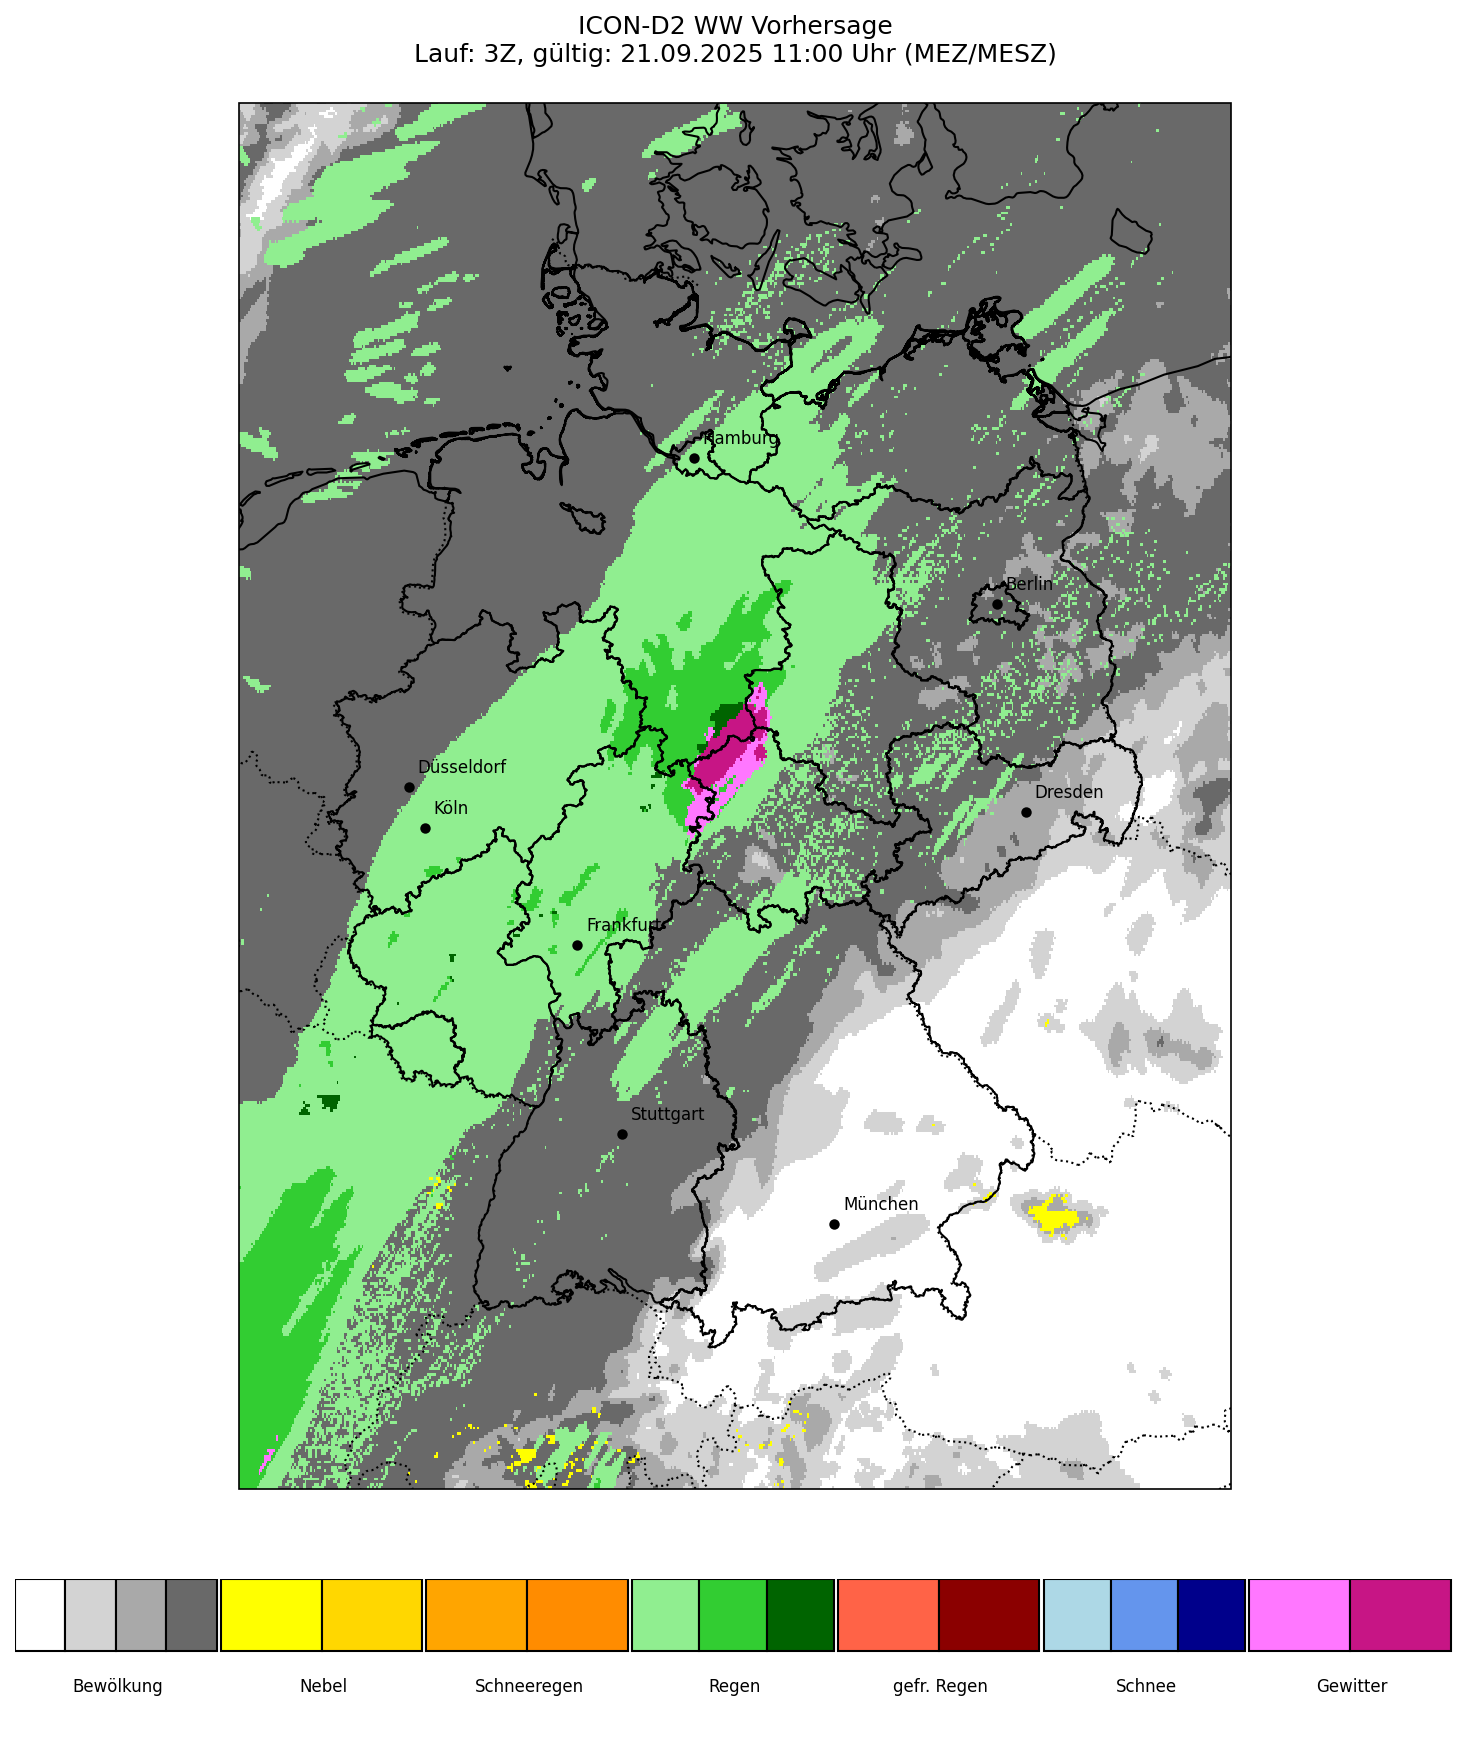 ICON-D2 WW Vorhersage
Lauf: 3Z, gültig: 21.09.2025 11:00 Uhr (MEZ/MESZ)
Hamburg
Berlin
Düsseldorf
Köln
Dresden
Frankfurt
Stuttgart
München
Bewölkung
Nebel
Schneeregen
Regen
gefr. Regen
Schnee
Gewitter